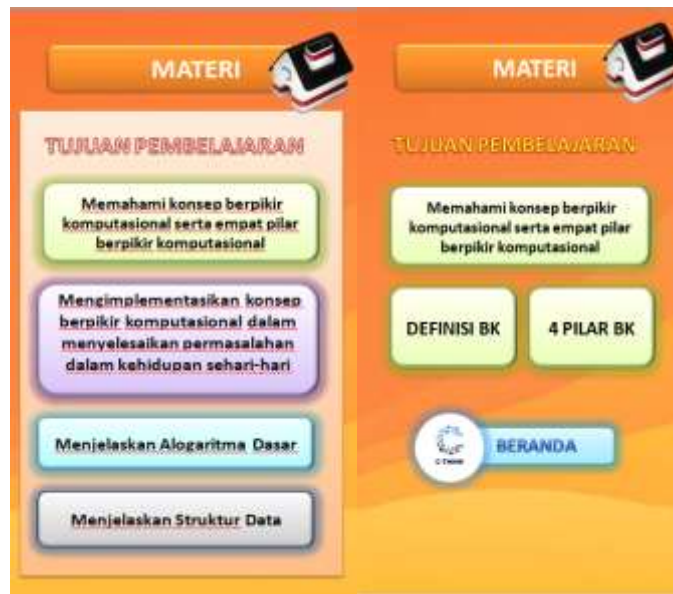 MATERI
TUJUAN PEMBELAJARAN
Memahami konsep berpikir
komputasional serta empat pilar
berpikir komputasional
Mengimplementasikan konsep
berpikir komputasional dalam
menyelesaikan permasalahan
dalam kehidupan sehari-hari
Menjelaskan Alogaritma Dasar
Menjelaskan Struktur Data
MATERI
TUJUAN PEMBELAJARAN
Memahami konsep berpikir
komputasional serta empat pilar
berpikir komputasional
DEFINISI BK
4 PILAR BK
C-THINK
BERANDA